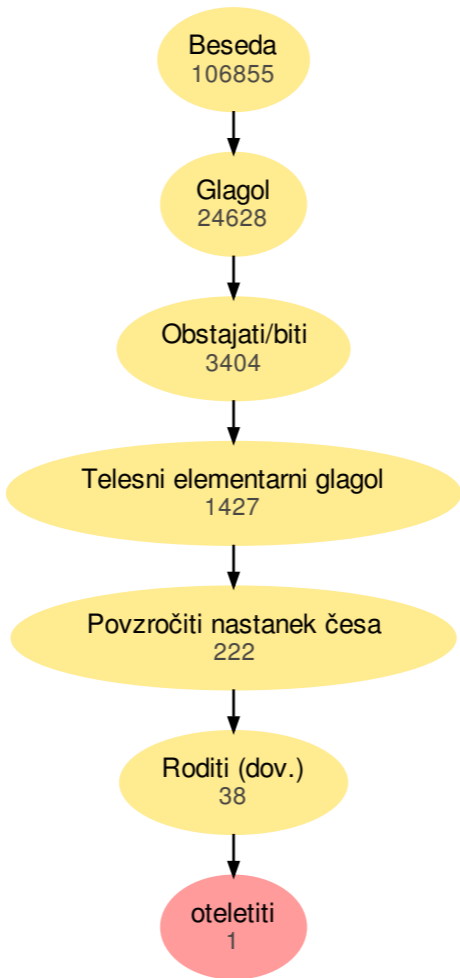 Beseda
106855
Glagol
24628
Obstajati/biti
3404
Telesni elementarni glagol
1427
Povzročiti nastanek česa
222
Roditi (dov.)
38
oteletiti
1